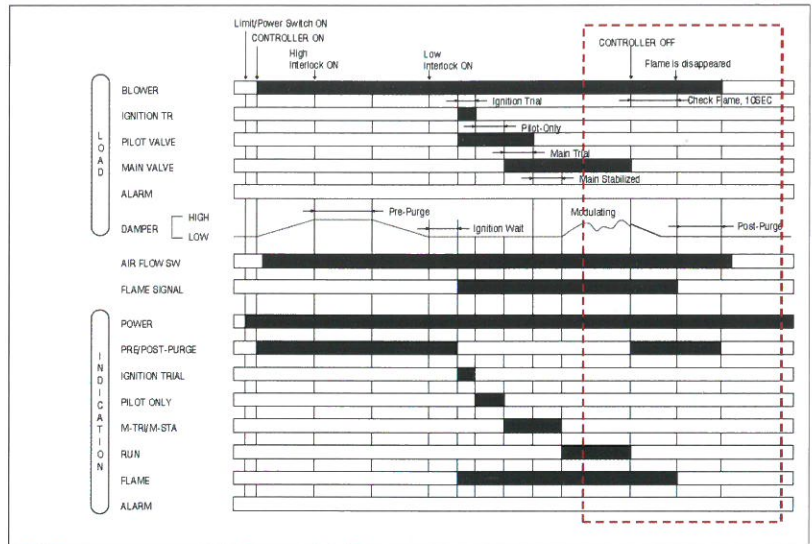 Limit/Power Switch ON
CONTROLLER ON
High
Interlock ON
Low
Interlock ON
CONTROLLER OFF
Flame is disappeared
LOAD
BLOWER
Check Flame, 10SEC
Ignition Trial
IGNITION TR
Pilot-Only
PILOT VALVE
Main Trial
MAIN VALVE
Main Stabilized
ALARM
Pre-Purge
Modulating
DAMPER
HIGH
LOW
Ignition Wait
Post-Purge
AIR FLOW SW
FLAME SIGNAL
INDICATION
POWER
PRE/POST-PURGE
IGNITION TRIAL
PILOT ONLY
M-TRI/M-STA
RUN
FLAME
ALARM